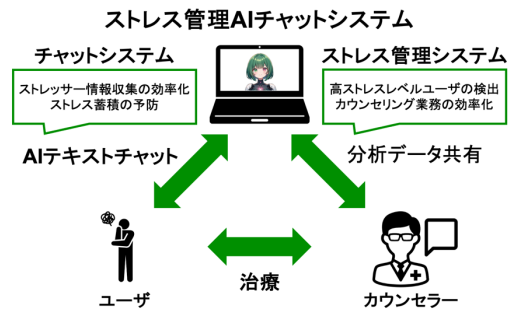 ストレス管理AIチャットシステム
チャットシステム
ストレッサー情報収集の効率化
ストレス蓄積の予防
ストレス管理システム
高ストレスレベルユーザの検出
カウンセリング業務の効率化
AIテキストチャット
分析データ共有
治療
ユーザ
カウンセラー